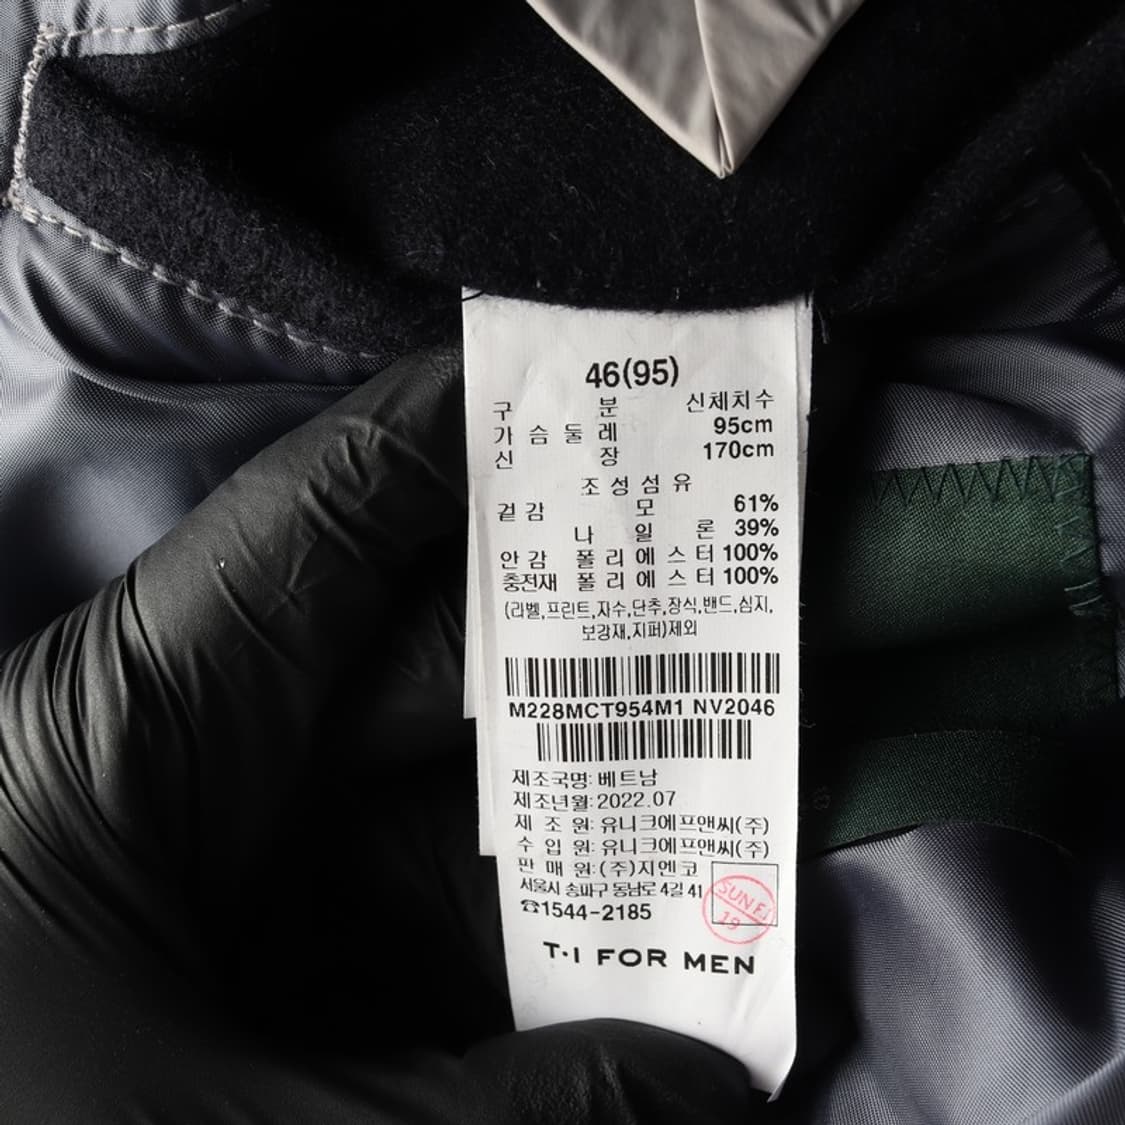 46(95)
구 분 신체치수
가슴둘레 95cm
신 장 170cm
조성섬유
겉감 모 61%
나일론 39%
안감 폴리에스터 100%
충전재 폴리에스터 100%
(리벨,프린트,자수,단추,장식,밴드,심지,
보강재,지퍼)제외
M228MCT954M1 NV2046
제조국명: 베트남
제조년월: 2022.07
제 조 원: 유니크에프앤씨(주)
수 입 원: 유니크에프앤씨(주)
판 매 원: (주)지엔코
서울시 송파구 동남로 4길 41
☎1544-2185
19
T·I FOR MEN